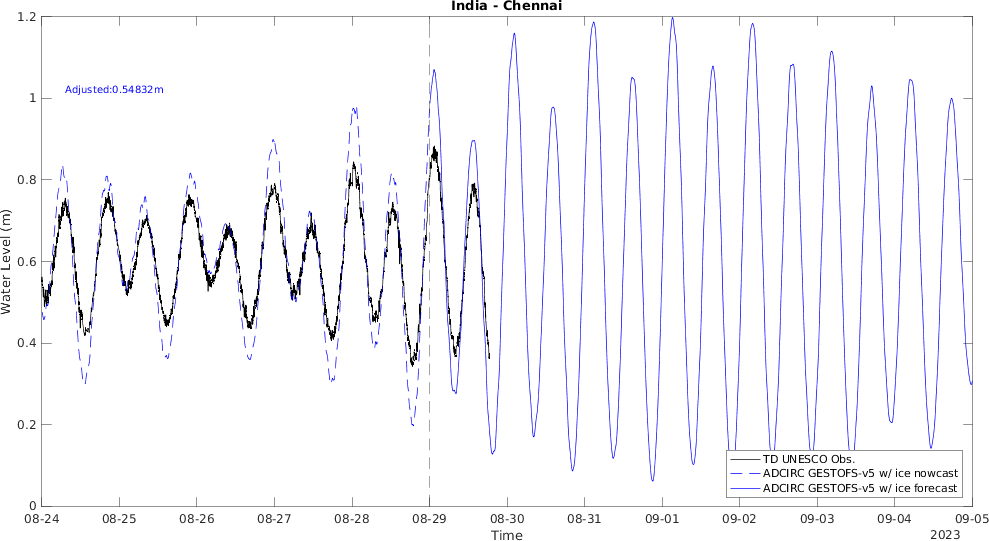 India - Chennai
Adjusted:0.54832m
Water Level (m)
1.2
1
0.8
0.6
0.4
0.2
0
08-24 08-25 08-26 08-27 08-28 08-29 08-30 08-31 09-01 09-02 09-03 09-04 09-05
Time
2023
TD UNESCO Obs.
ADCIRC GESTOFS-v5 w/ ice nowcast
ADCIRC GESTOFS-v5 w/ ice forecast